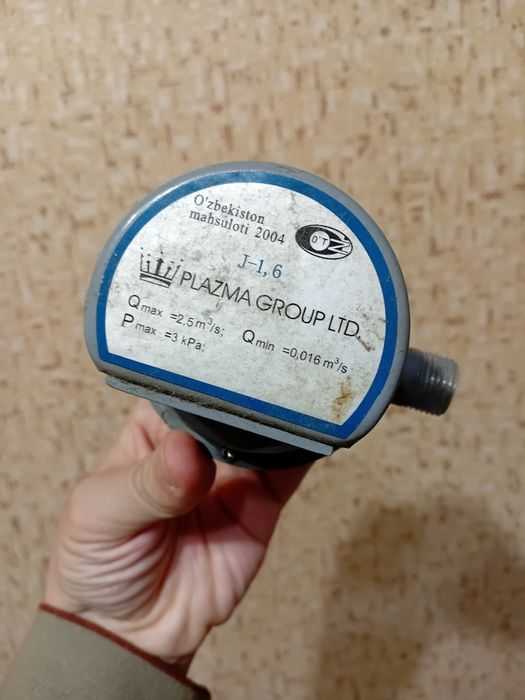 O'zbekiston
mahsuloti 2004
O'T
J-1,6
PLAZMA GROUP LTD
Qmax =2,5 m³/s; Qmin =0,016 m³/s
Pmax =3 kPa;